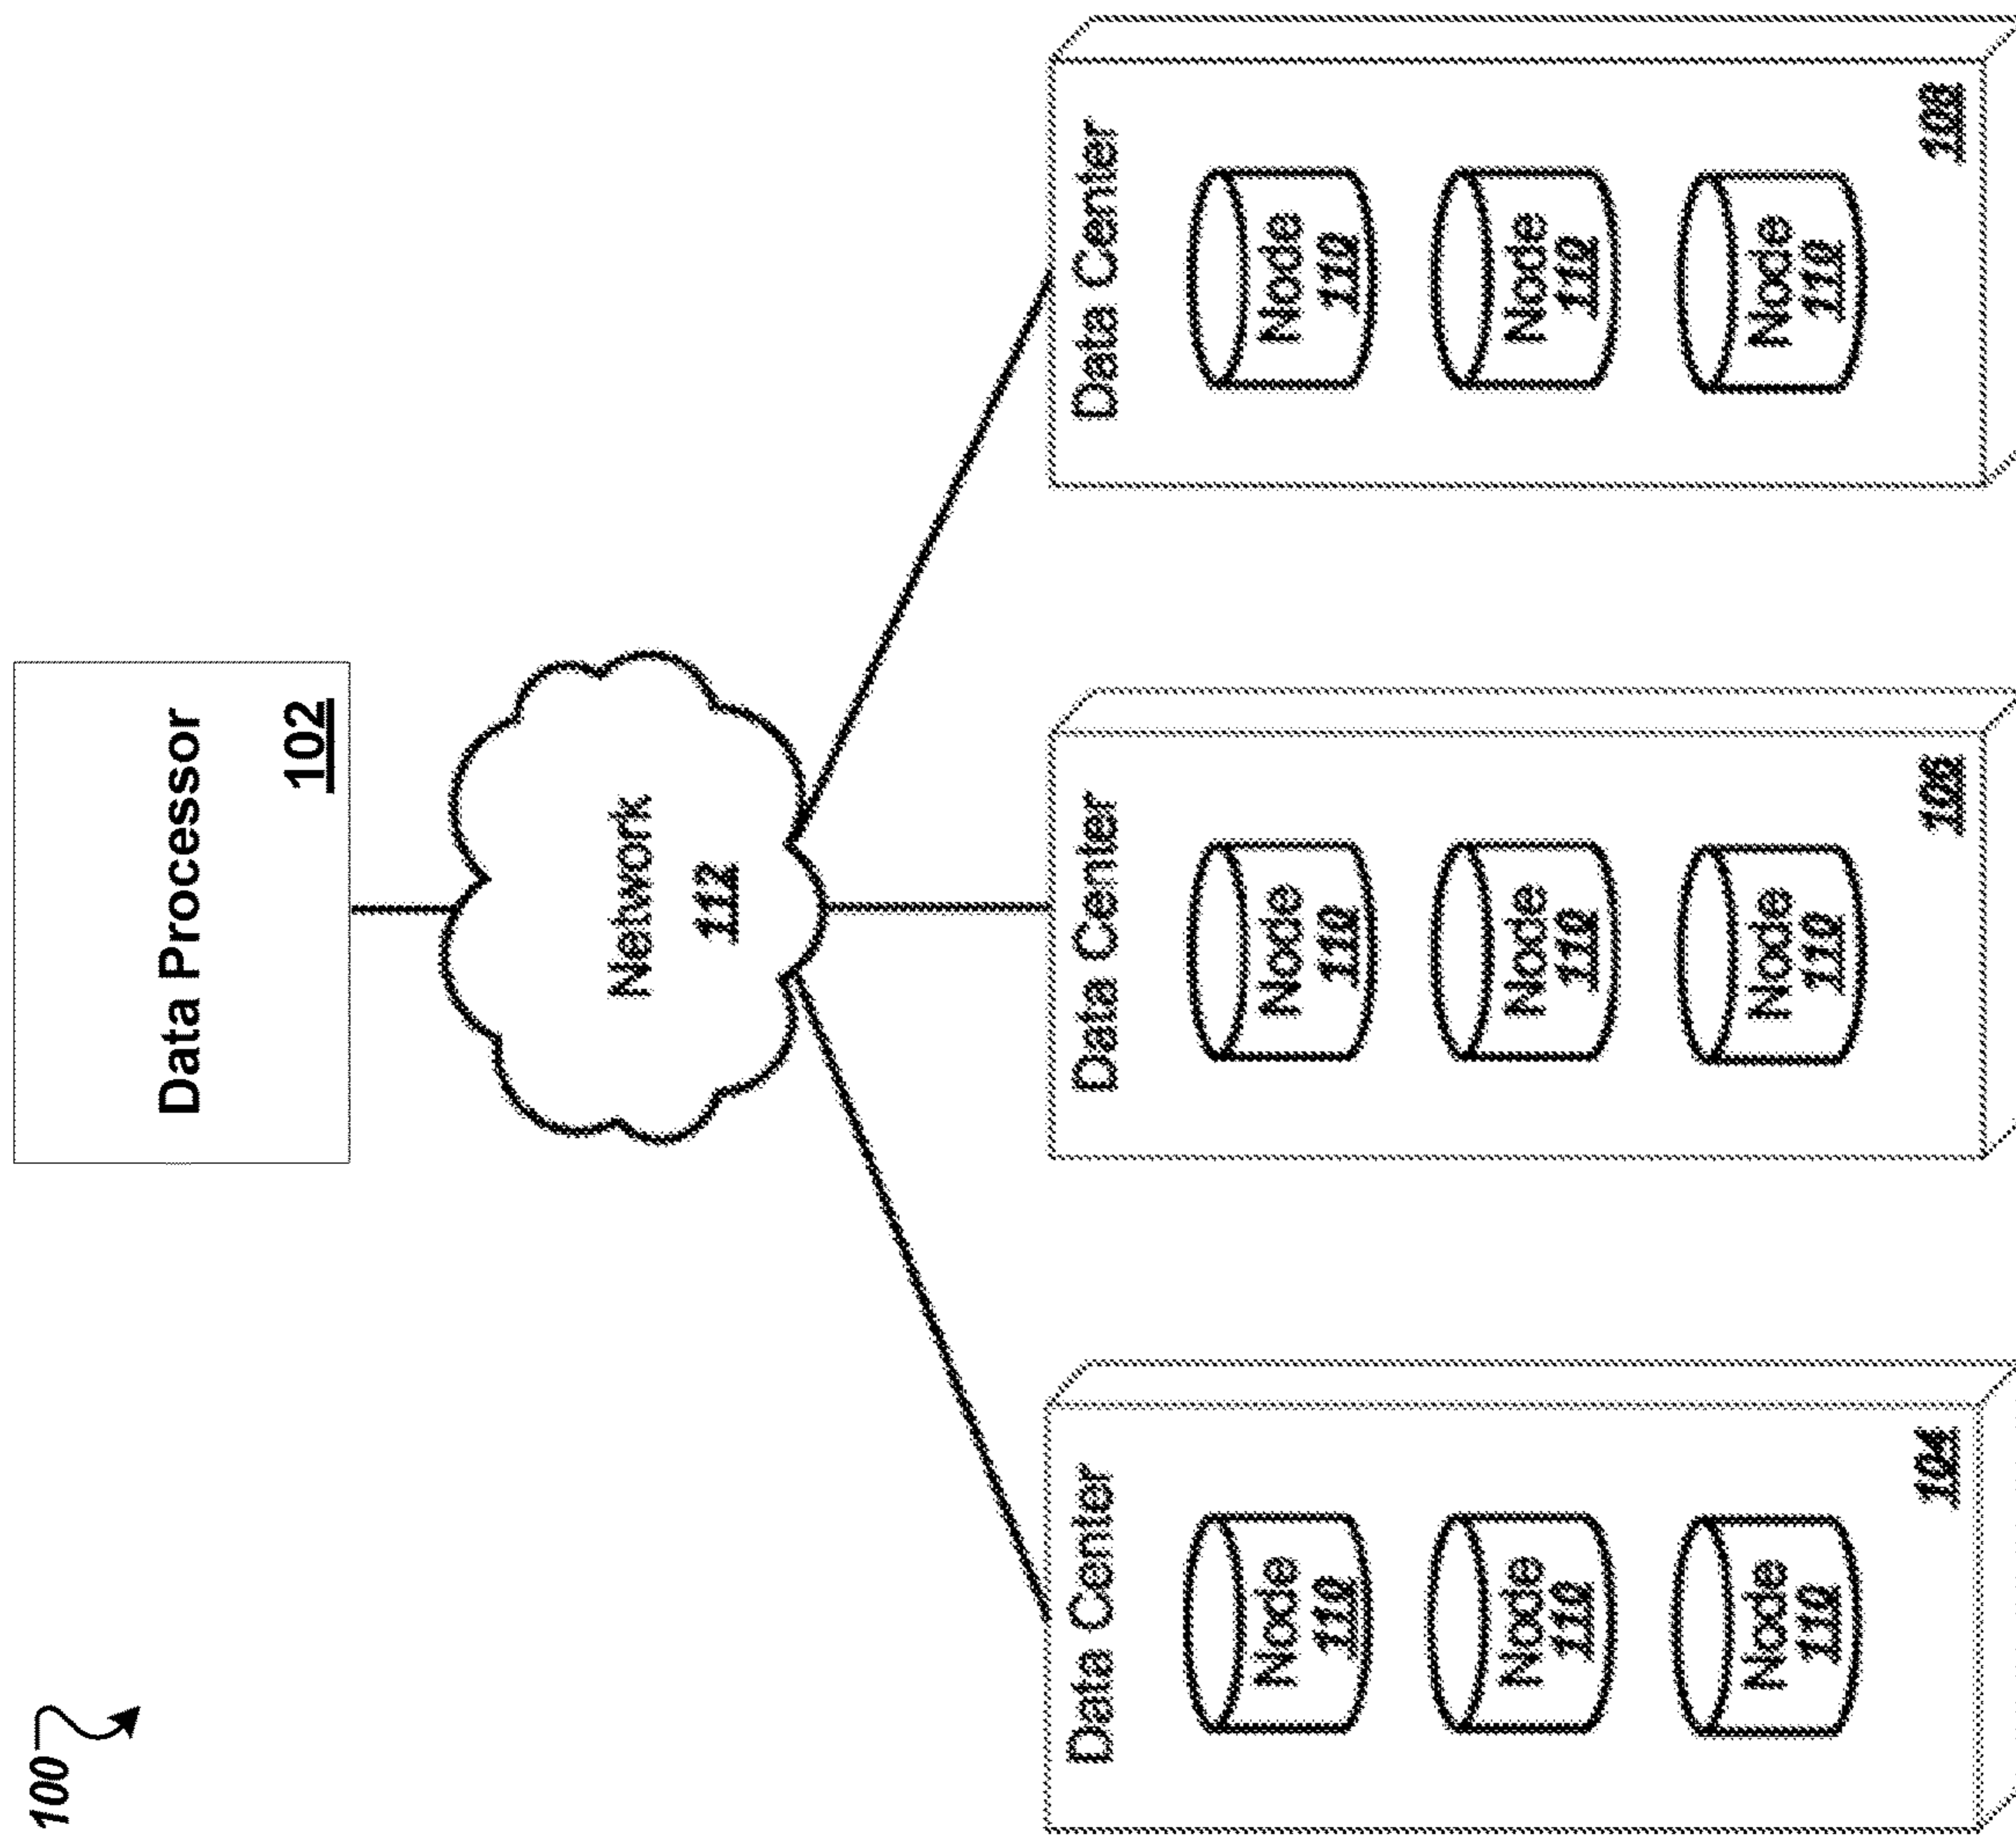 100
Data Processor
102
Network
112
Data Center
Node
110
Node
110
Node
110
104
Data Center
Node
110
Node
110
Node
110
106
Data Center
Node
110
Node
110
Node
110
108